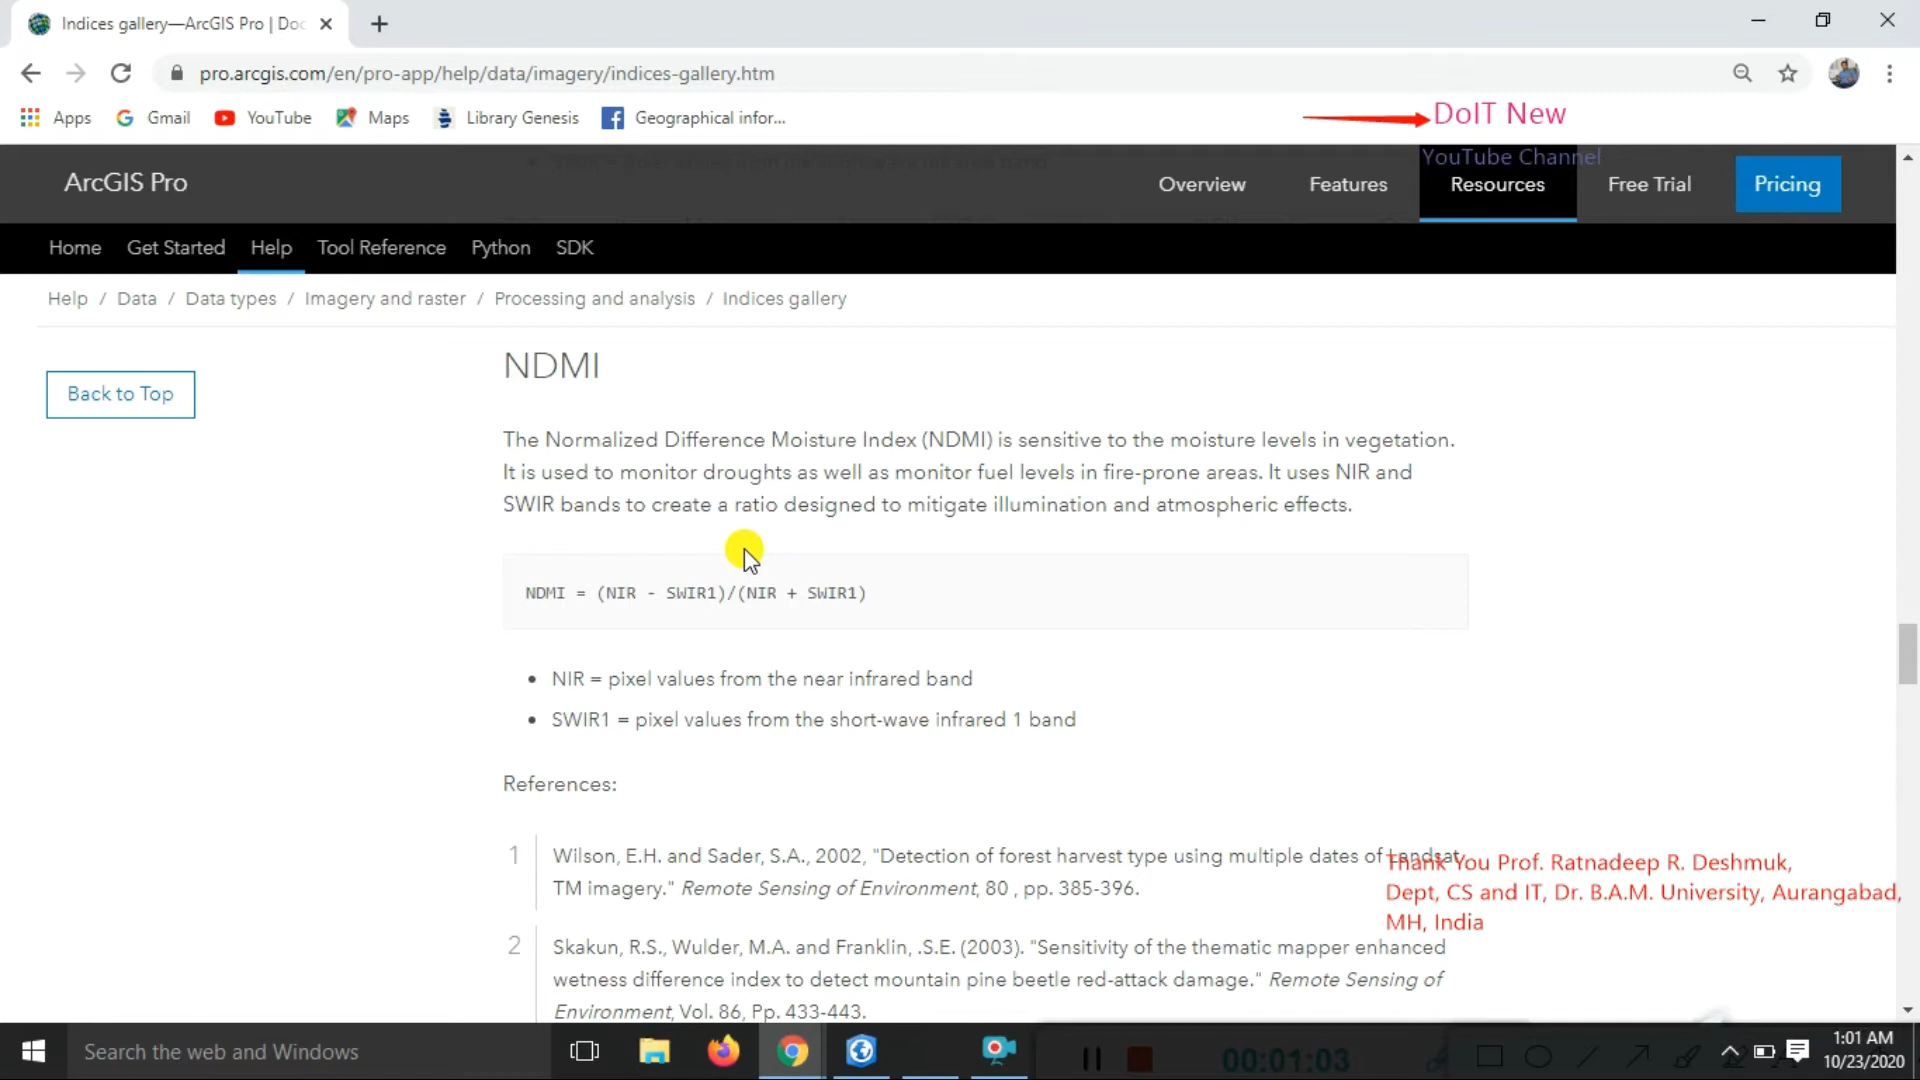 Indices gallery—ArcGIS Pro | Doc
pro.arcgis.com/en/pro-app/help/data/imagery/indices-gallery.htm
Apps Gmail YouTube Maps Library Genesis Geographical infor...
DoIT New
YouTube Channel
ArcGIS Pro Overview Features Resources Free Trial Pricing
Home Get Started Help Tool Reference Python SDK
Help / Data / Data types / Imagery and raster / Processing and analysis / Indices gallery
NDMI
Back to Top
The Normalized Difference Moisture Index (NDMI) is sensitive to the moisture levels in vegetation.
It is used to monitor droughts as well as monitor fuel levels in fire-prone areas. It uses NIR and
SWIR bands to create a ratio designed to mitigate illumination and atmospheric effects.
NDMI = (NIR - SWIR1)/(NIR + SWIR1)
• NIR = pixel values from the near infrared band
• SWIR1 = pixel values from the short-wave infrared 1 band
References:
1 Wilson, E.H. and Sader, S.A., 2002, "Detection of forest harvest type using multiple dates of Landsat
TM imagery." Remote Sensing of Environment, 80 , pp. 385-396.
Thank You Prof. Ratnadeep R. Deshmuk,
Dept, CS and IT, Dr. B.A.M. University, Aurangabad,
MH, India
2 Skakun, R.S., Wulder, M.A. and Franklin, .S.E. (2003). "Sensitivity of the thematic mapper enhanced
wetness difference index to detect mountain pine beetle red-attack damage." Remote Sensing of
Environment, Vol. 86, Pp. 433-443.
Search the web and Windows
00:01:03
1:01 AM
10/23/2020